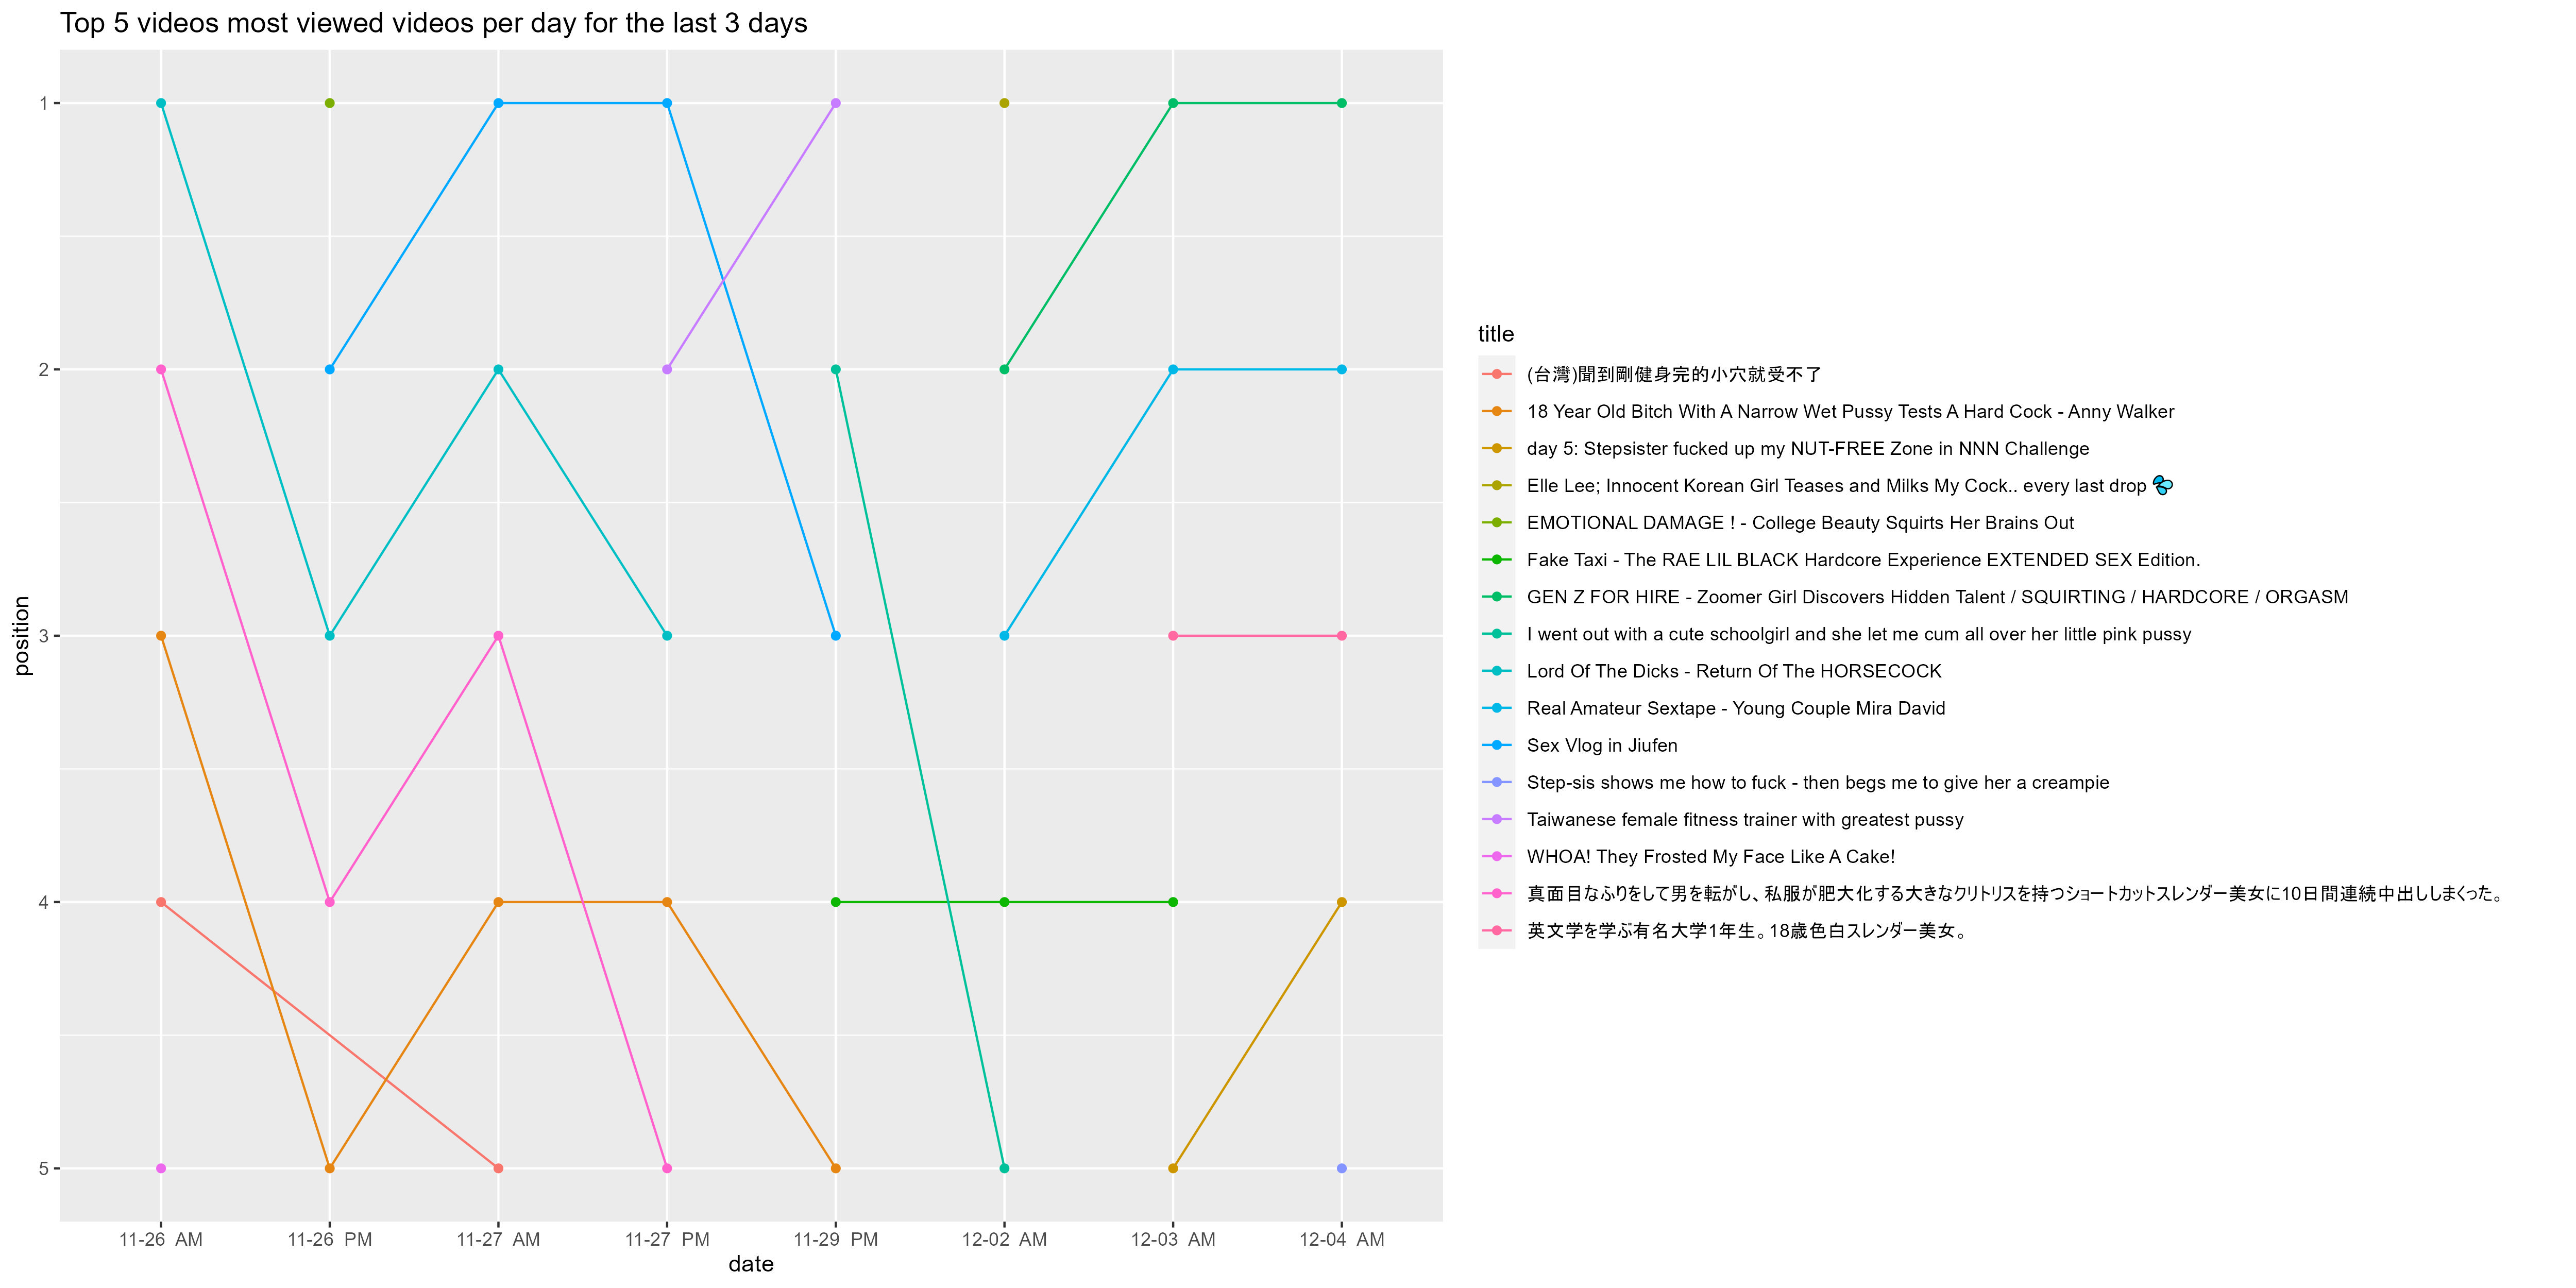 Top 5 videos most viewed videos per day for the last 3 days
position
1
2
3
4
5
11-26 AM
11-26 PM
11-27 AM
11-27 PM
11-29 PM
12-02 AM
12-03 AM
12-04 AM
date
title
(台灣)聞到剛健身完的小穴就受不了
18 Year Old Bitch With A Narrow Wet Pussy Tests A Hard Cock - Anny Walker
day 5: Stepsister fucked up my NUT-FREE Zone in NNN Challenge
Elle Lee; Innocent Korean Girl Teases and Milks My Cock.. every last drop 💦
EMOTIONAL DAMAGE ! - College Beauty Squirts Her Brains Out
Fake Taxi - The RAE LIL BLACK Hardcore Experience EXTENDED SEX Edition.
GEN Z FOR HIRE - Zoomer Girl Discovers Hidden Talent / SQUIRTING / HARDCORE / ORGASM
I went out with a cute schoolgirl and she let me cum all over her little pink pussy
Lord Of The Dicks - Return Of The HORSECOCK
Real Amateur Sextape - Young Couple Mira David
Sex Vlog in Jiufen
Step-sis shows me how to fuck - then begs me to give her a creampie
Taiwanese female fitness trainer with greatest pussy
WHOA! They Frosted My Face Like A Cake!
真面目なふりをして男を転がし、私服が肥大化する大きなクリトリスを持つショートカットスレンダー美女に10日間連続中出ししまくった。
英文学を学ぶ有名大学1年生。18歳色白スレンダー美女。